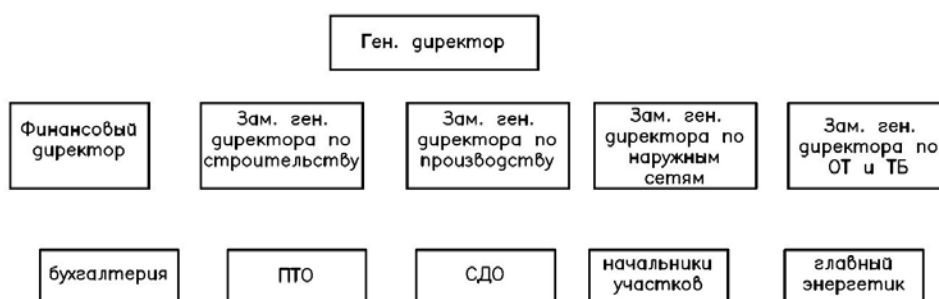 Ген. директор
Финансовый
директор
Зам. ген.
директора по
строительству
Зам. ген.
директора по
производству
Зам. ген.
директора по
наружным
сетям
Зам. ген.
директора по
ОТ и ТБ
бухгалтерия
ПТО
СДО
начальники
участков
главный
энергетик